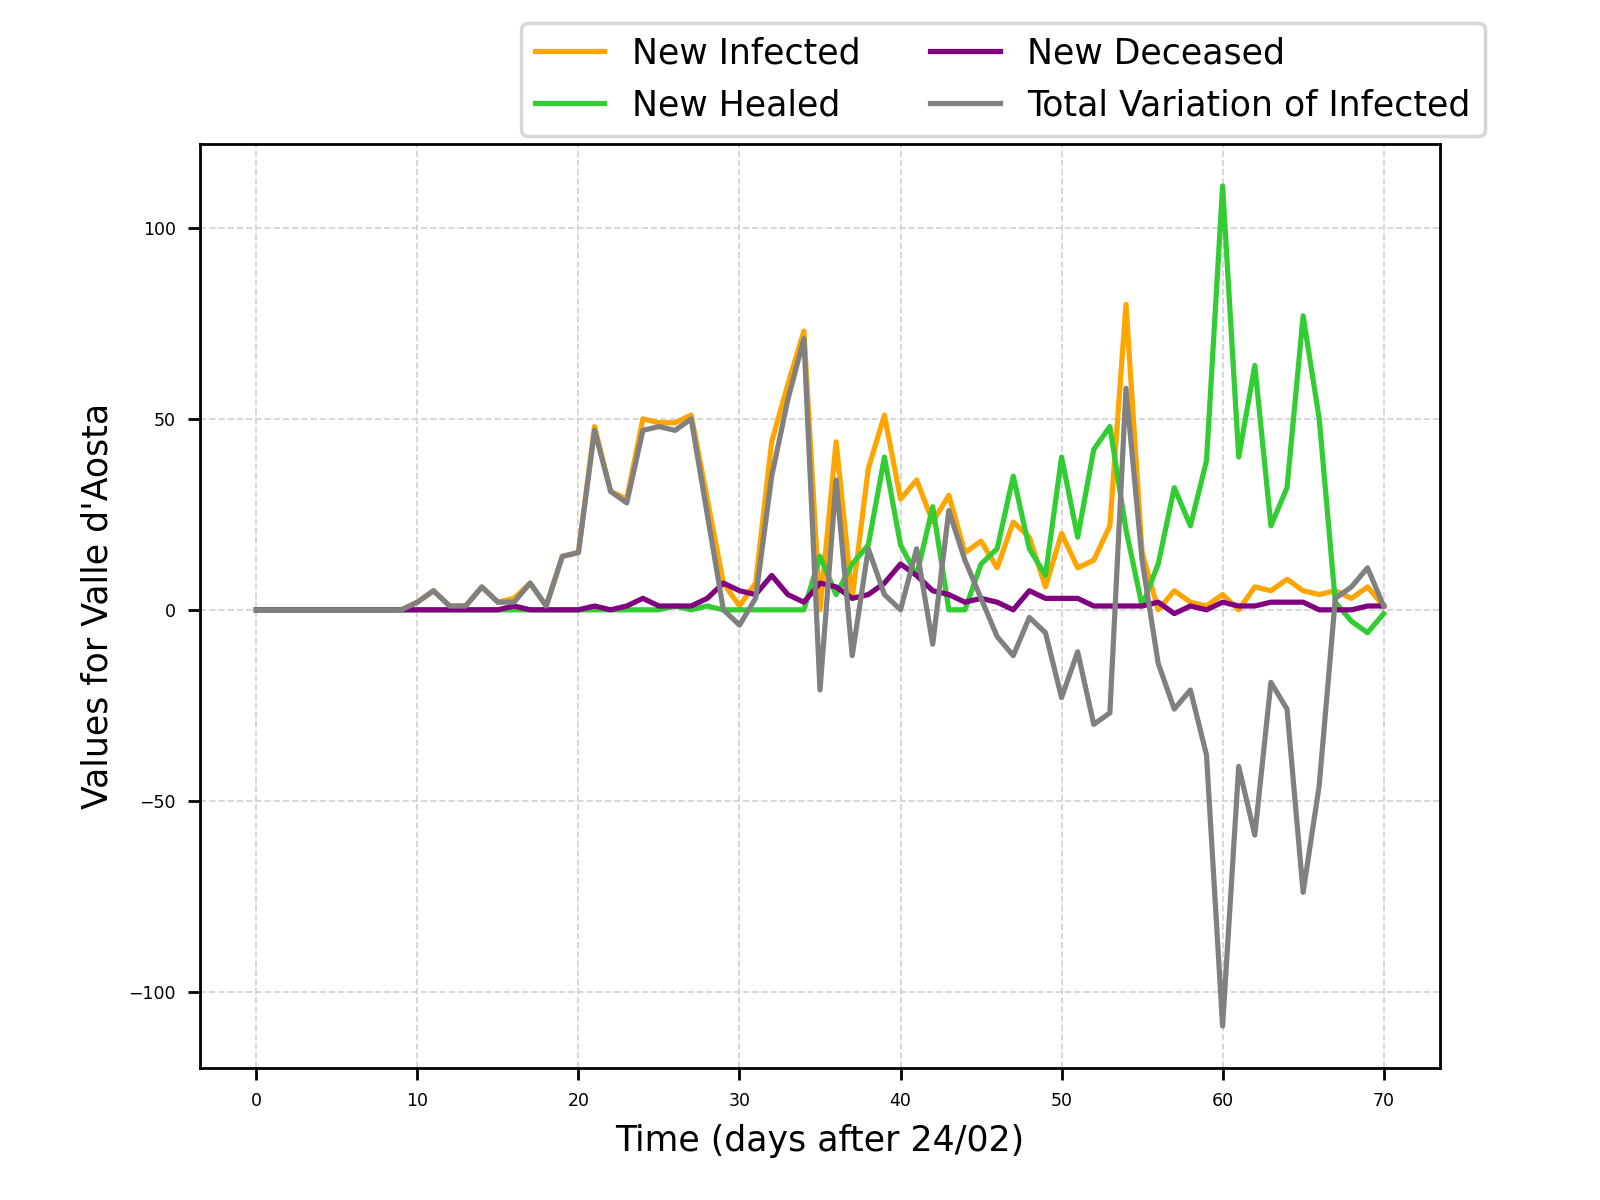 New Infected
New Healed
New Deceased
Total Variation of Infected
100
50
0
−50
−100
Values for Valle d'Aosta
0 10 20 30 40 50 60 70
Time (days after 24/02)